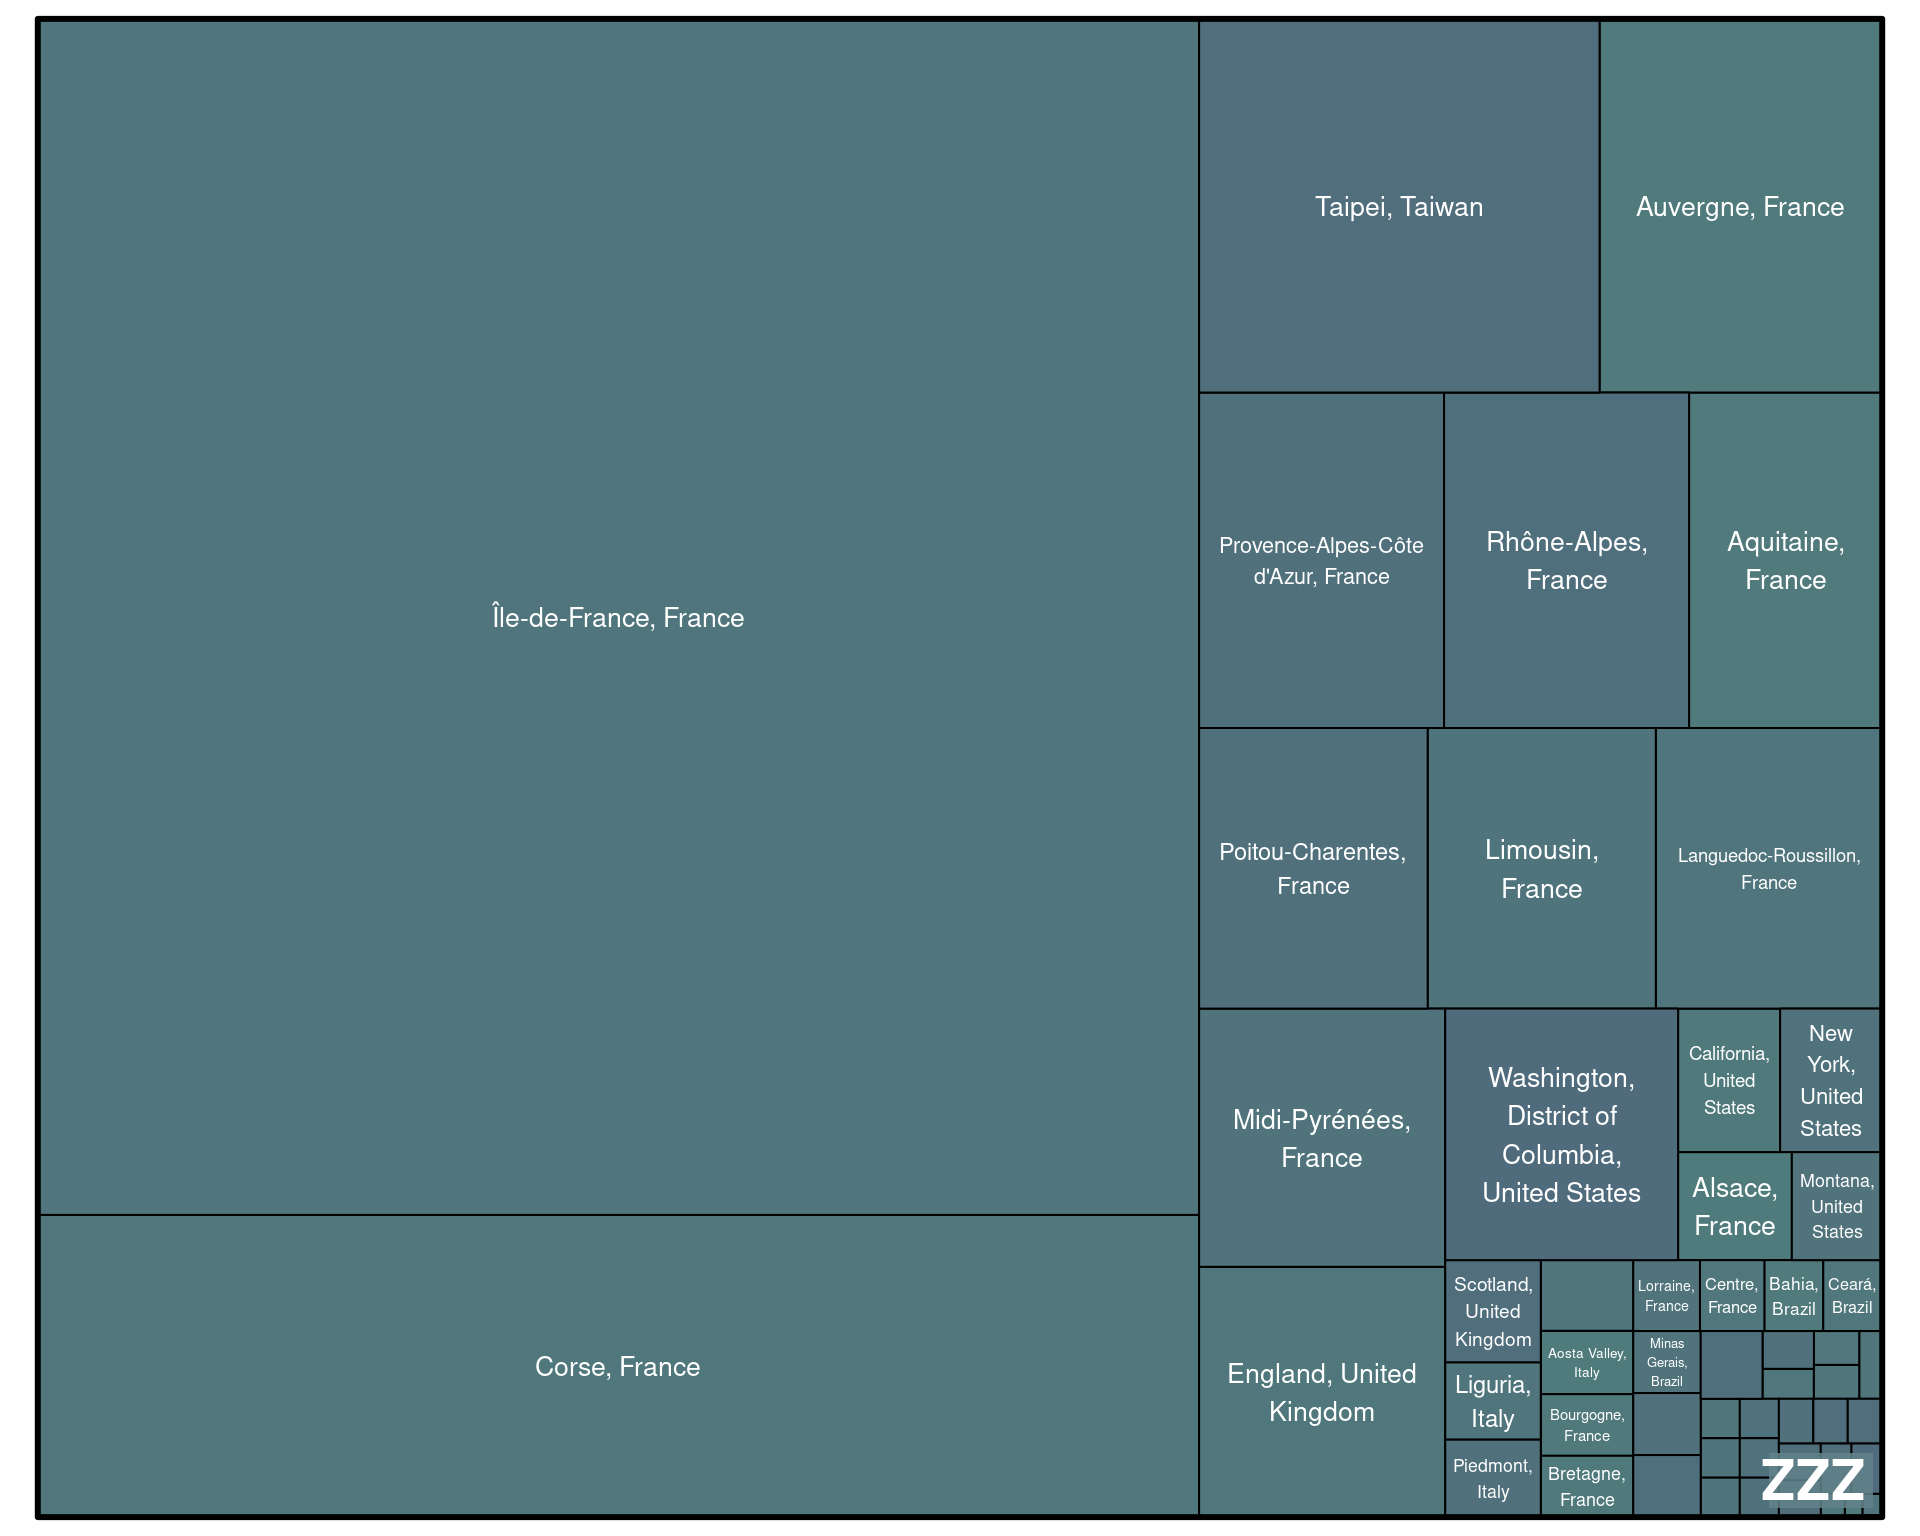 Île-de-France, France
Corse, France
Taipei, Taiwan
Auvergne, France
Provence-Alpes-Côte
d'Azur, France
Rhône-Alpes,
France
Aquitaine,
France
Poitou-Charentes,
France
Limousin,
France
Languedoc-Roussillon,
France
Midi-Pyrénées,
France
England, United
Kingdom
Washington,
District of
Columbia,
United States
California,
United
States
New
York,
United
States
Alsace,
France
Montana,
United
States
Scotland,
United
Kingdom
Liguria,
Italy
Piedmont,
Italy
Aosta Valley,
Italy
Bourgogne,
France
Bretagne,
France
Lorraine,
France
Centre,
France
Bahia,
Brazil
Ceará,
Brazil
Minas
Gerais,
Brazil
ZZZ